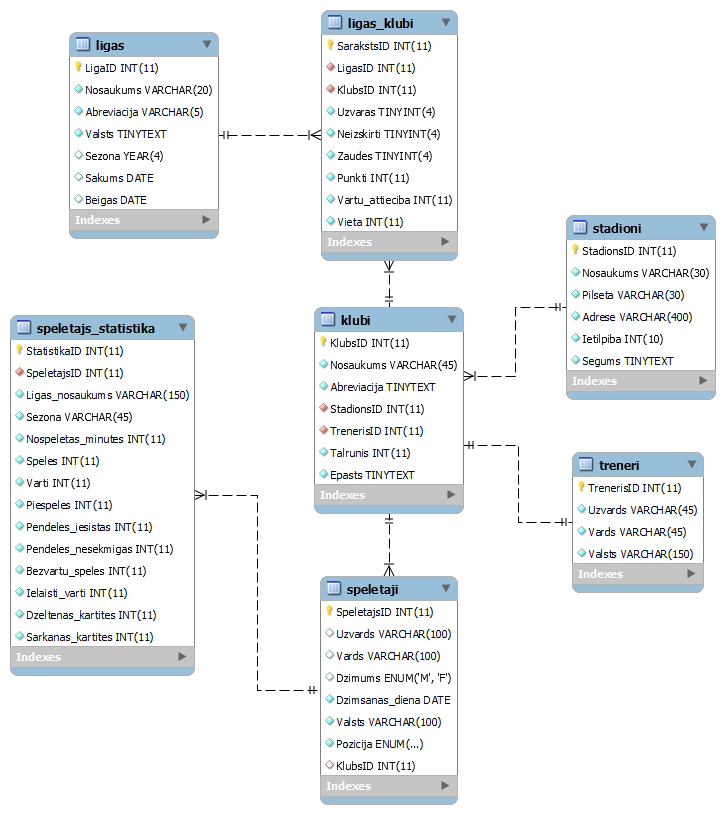 ligas
LigaID INT(11)
Nosaukums VARCHAR(20)
Abreviacija VARCHAR(5)
Valsts TINYTEXT
Sezona YEAR(4)
Sakums DATE
Beigas DATE
Indexes
ligas_klubi
SarakstsID INT(11)
LigasID INT(11)
KlubsID INT(11)
Uzvaras TINYINT(4)
Neizskirti TINYINT(4)
Zaudes TINYINT(4)
Punkti INT(11)
Vartu_attieciba INT(11)
Vieta INT(11)
Indexes
stadioni
StadionsID INT(11)
Nosaukums VARCHAR(30)
Pilseta VARCHAR(30)
Adrese VARCHAR(400)
Ietilpiba INT(10)
Segums TINYTEXT
Indexes
speletajs_statistika
StatistikaID INT(11)
SpeletajsID INT(11)
Ligas_nosaukums VARCHAR(150)
Sezona VARCHAR(45)
Nospeletas_minutes INT(11)
Speles INT(11)
Varti INT(11)
Piespeles INT(11)
Pendeles_iesistas INT(11)
Pendeles_nesekmigas INT(11)
Bezvartu_speles INT(11)
Ielaisti_varti INT(11)
Dzeltenas_kartites INT(11)
Sarkanas_kartites INT(11)
Indexes
klubi
KlubsID INT(11)
Nosaukums VARCHAR(45)
Abreviacija TINYTEXT
StadionsID INT(11)
TrenerisID INT(11)
Talrunis INT(11)
Epasts TINYTEXT
Indexes
treneri
TrenerisID INT(11)
Uzvards VARCHAR(45)
Vards VARCHAR(45)
Valsts VARCHAR(150)
Indexes
speletaji
SpeletajsID INT(11)
Uzvards VARCHAR(100)
Vards VARCHAR(100)
Dzimums ENUM('M', 'F')
Dzimsanas_diena DATE
Valsts VARCHAR(100)
Pozicija ENUM(...)
KlubsID INT(11)
Indexes